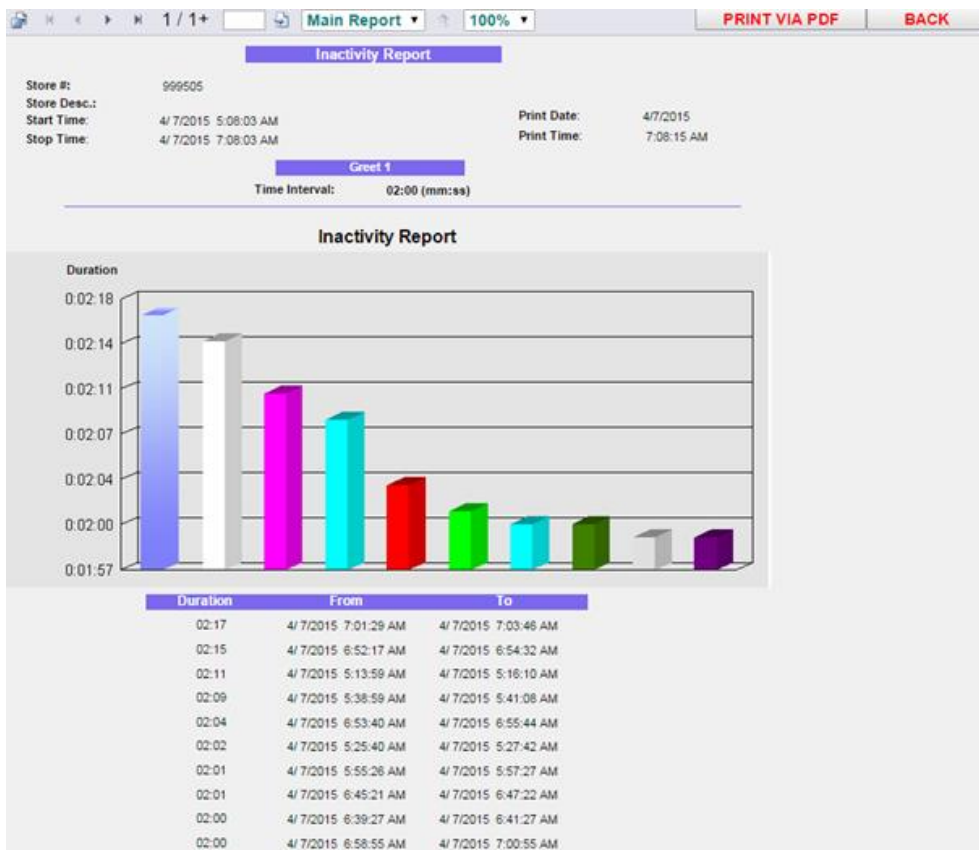 1 / 1+ Main Report 100% PRINT VIA PDF BACK
Inactivity Report
Store #: 999505
Store Desc.:
Start Time: 4/ 7/2015 5:08:03 AM Print Date: 4/7/2015
Stop Time: 4/ 7/2015 7:08:03 AM Print Time: 7:08:15 AM
Greet 1
Time Interval: 02:00 (mm:ss)
Inactivity Report
Duration
0:02:18
0:02:14
0:02:11
0:02:07
0:02:04
0:02:00
0:01:57
Duration From To
02:17 4/ 7/2015 7:01:29 AM 4/ 7/2015 7:03:46 AM
02:15 4/ 7/2015 6:52:17 AM 4/ 7/2015 6:54:32 AM
02:11 4/ 7/2015 5:13:59 AM 4/ 7/2015 5:16:10 AM
02:09 4/ 7/2015 5:38:59 AM 4/ 7/2015 5:41:08 AM
02:04 4/ 7/2015 6:53:40 AM 4/ 7/2015 6:55:44 AM
02:02 4/ 7/2015 5:25:40 AM 4/ 7/2015 5:27:42 AM
02:01 4/ 7/2015 5:55:26 AM 4/ 7/2015 5:57:27 AM
02:01 4/ 7/2015 6:45:21 AM 4/ 7/2015 6:47:22 AM
02:00 4/ 7/2015 6:39:27 AM 4/ 7/2015 6:41:27 AM
02:00 4/ 7/2015 6:58:55 AM 4/ 7/2015 7:00:55 AM